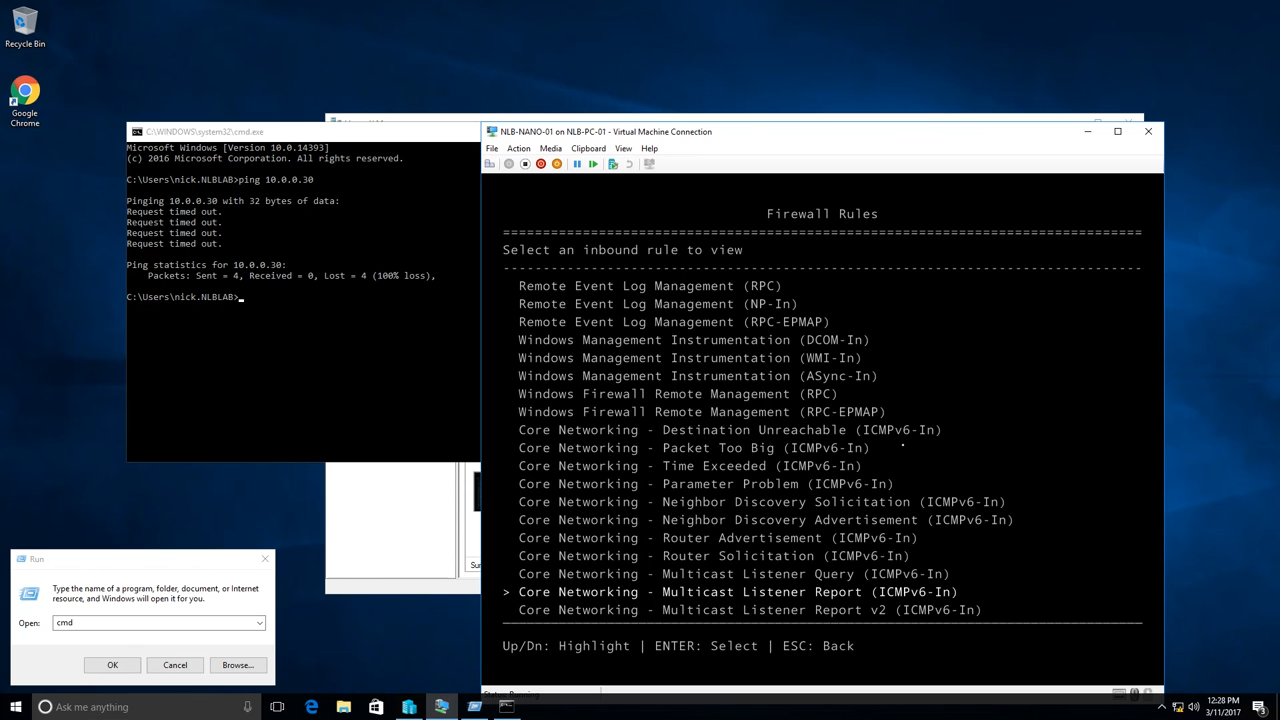 Recycle Bin
Google
Chrome
C:\WINDOWS\system32\cmd.exe
Microsoft Windows [Version 10.0.14393]
(c) 2016 Microsoft Corporation. All rights reserved.
C:\Users\nick.NLBLAB>ping 10.0.0.30
Pinging 10.0.0.30 with 32 bytes of data:
Request timed out.
Request timed out.
Request timed out.
Request timed out.
Ping statistics for 10.0.0.30:
Packets: Sent = 4, Received = 0, Lost = 4 (100% loss),
C:\Users\nick.NLBLAB>_
NLB-NANO-01 on NLB-PC-01 - Virtual Machine Connection
File Action Media Clipboard View Help
Firewall Rules
================================================================================
Select an inbound rule to view
--------------------------------------------------------------------------------
Remote Event Log Management (RPC)
Remote Event Log Management (NP-In)
Remote Event Log Management (RPC-EPMAP)
Windows Management Instrumentation (DCOM-In)
Windows Management Instrumentation (WMI-In)
Windows Management Instrumentation (ASync-In)
Windows Firewall Remote Management (RPC)
Windows Firewall Remote Management (RPC-EPMAP)
Core Networking - Destination Unreachable (ICMPv6-In)
Core Networking - Packet Too Big (ICMPv6-In)
Core Networking - Time Exceeded (ICMPv6-In)
Core Networking - Parameter Problem (ICMPv6-In)
Core Networking - Neighbor Discovery Solicitation (ICMPv6-In)
Core Networking - Neighbor Discovery Advertisement (ICMPv6-In)
Core Networking - Router Advertisement (ICMPv6-In)
Core Networking - Router Solicitation (ICMPv6-In)
Core Networking - Multicast Listener Query (ICMPv6-In)
> Core Networking - Multicast Listener Report (ICMPv6-In)
Core Networking - Multicast Listener Report v2 (ICMPv6-In)
Up/Dn: Highlight | ENTER: Select | ESC: Back
Run
Type the name of a program, folder, document, or Internet
resource, and Windows will open it for you.
Open: cmd
OK Cancel Browse...
Ask me anything
12:28 PM
3/11/2017
3